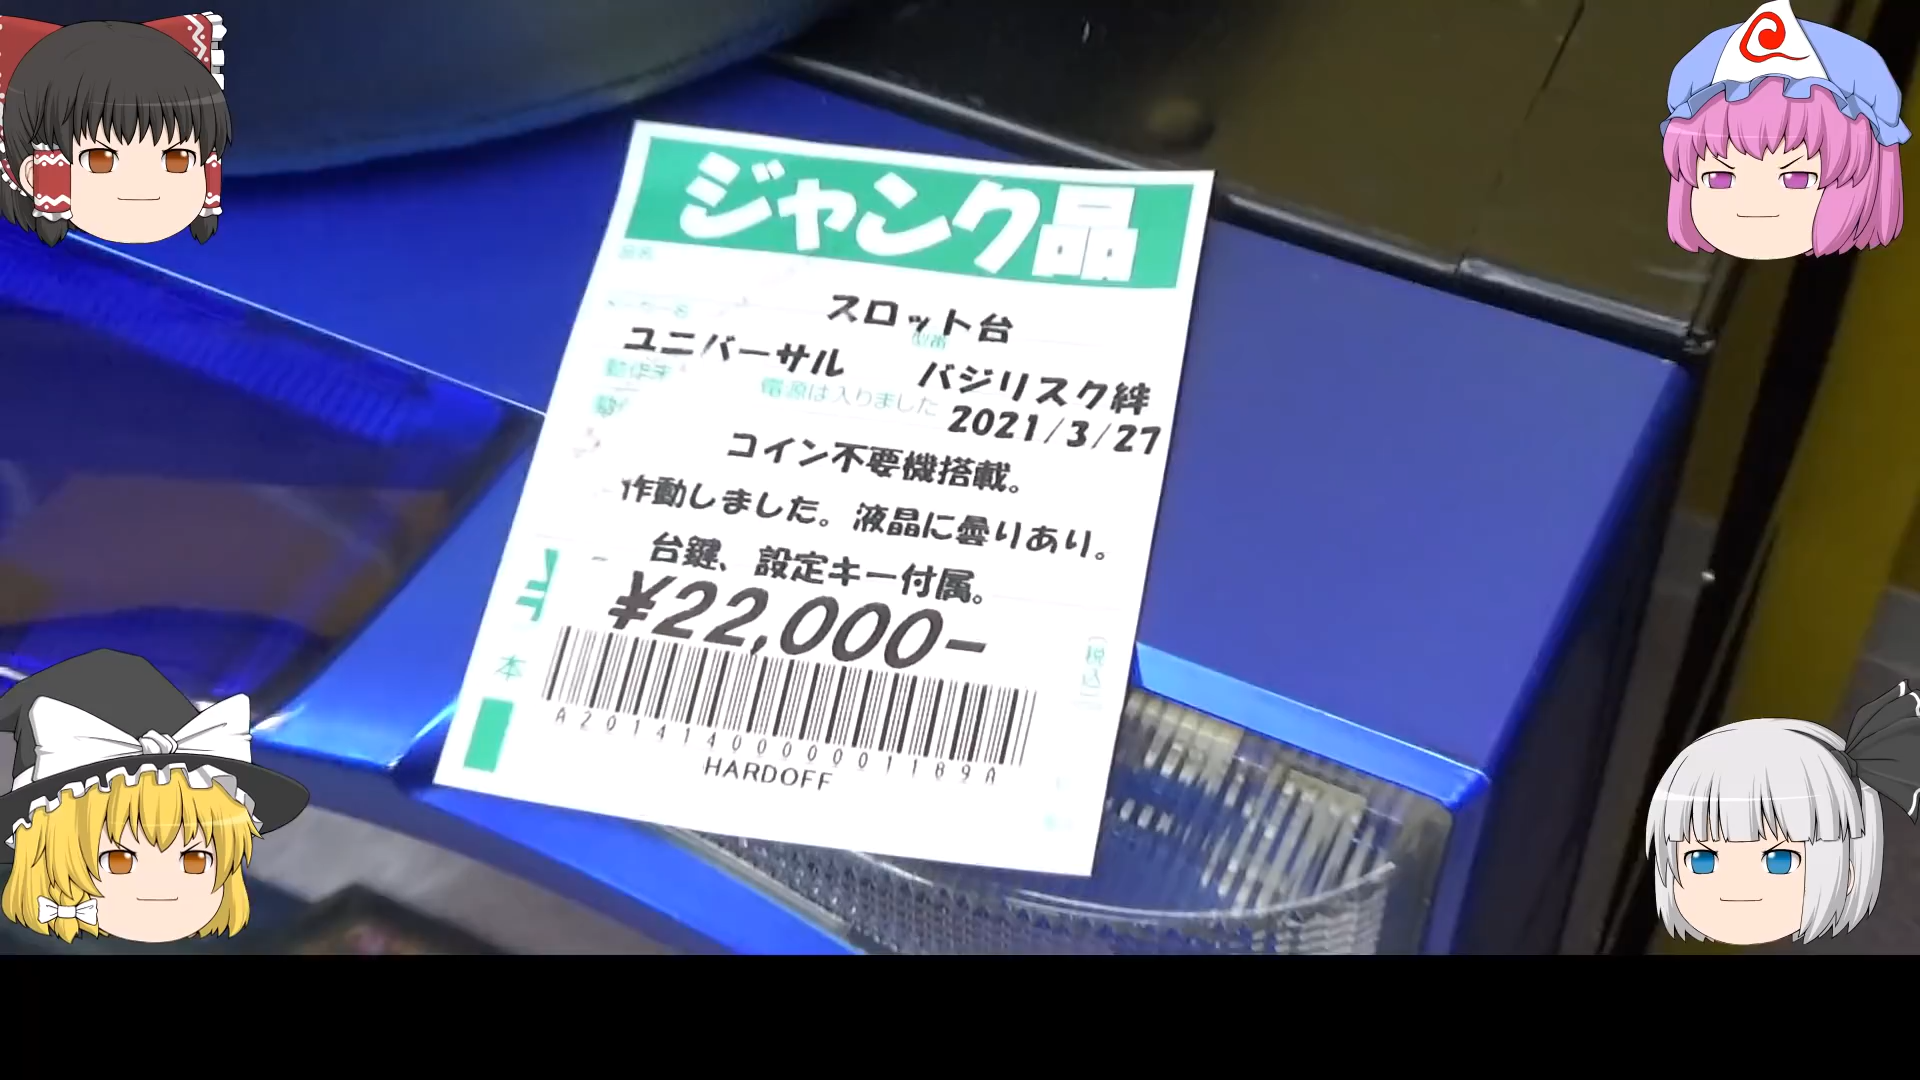 ジャンク品
品名
スロット台
ユニバーサル バジリスク絆
電源は入りました
2021/3/27
コイン不要機搭載。
作動しました。液晶に曇りあり。
台鍵、設定キー付属。
¥22,000-
(税込)
本
A2014140000001189A
HARDOFF